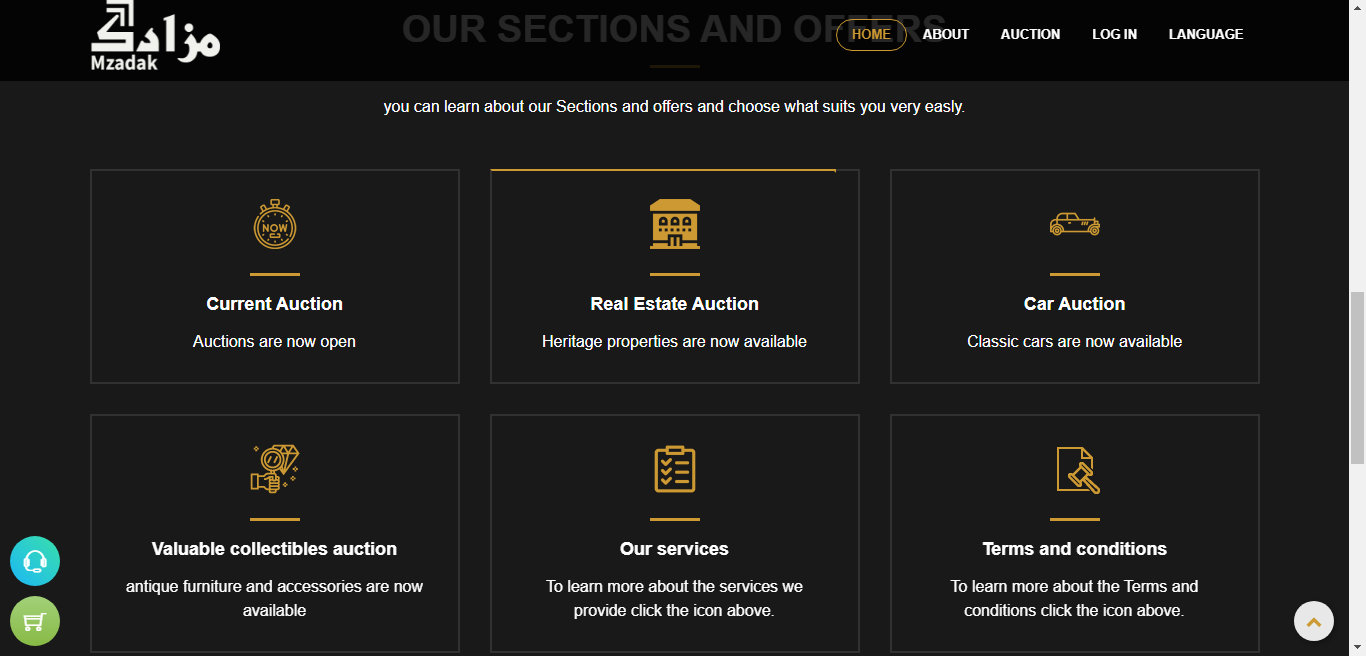 مزادك
Mzadak
OUR SECTIONS AND OFFERS
HOME
ABOUT
AUCTION
LOG IN
LANGUAGE
you can learn about our Sections and offers and choose what suits you very easly.
NOW
Current Auction
Auctions are now open
Real Estate Auction
Heritage properties are now available
Car Auction
Classic cars are now available
Valuable collectibles auction
antique furniture and accessories are now
available
Our services
To learn more about the services we
provide click the icon above.
Terms and conditions
To learn more about the Terms and
conditions click the icon above.